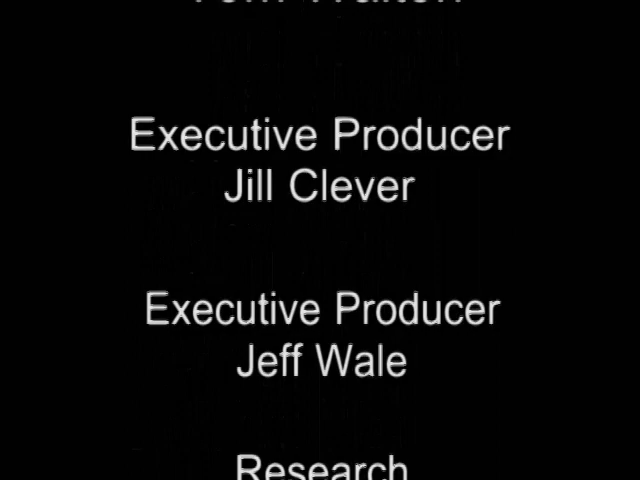 Executive Producer
Jill Clever
Executive Producer
Jeff Wale
Research